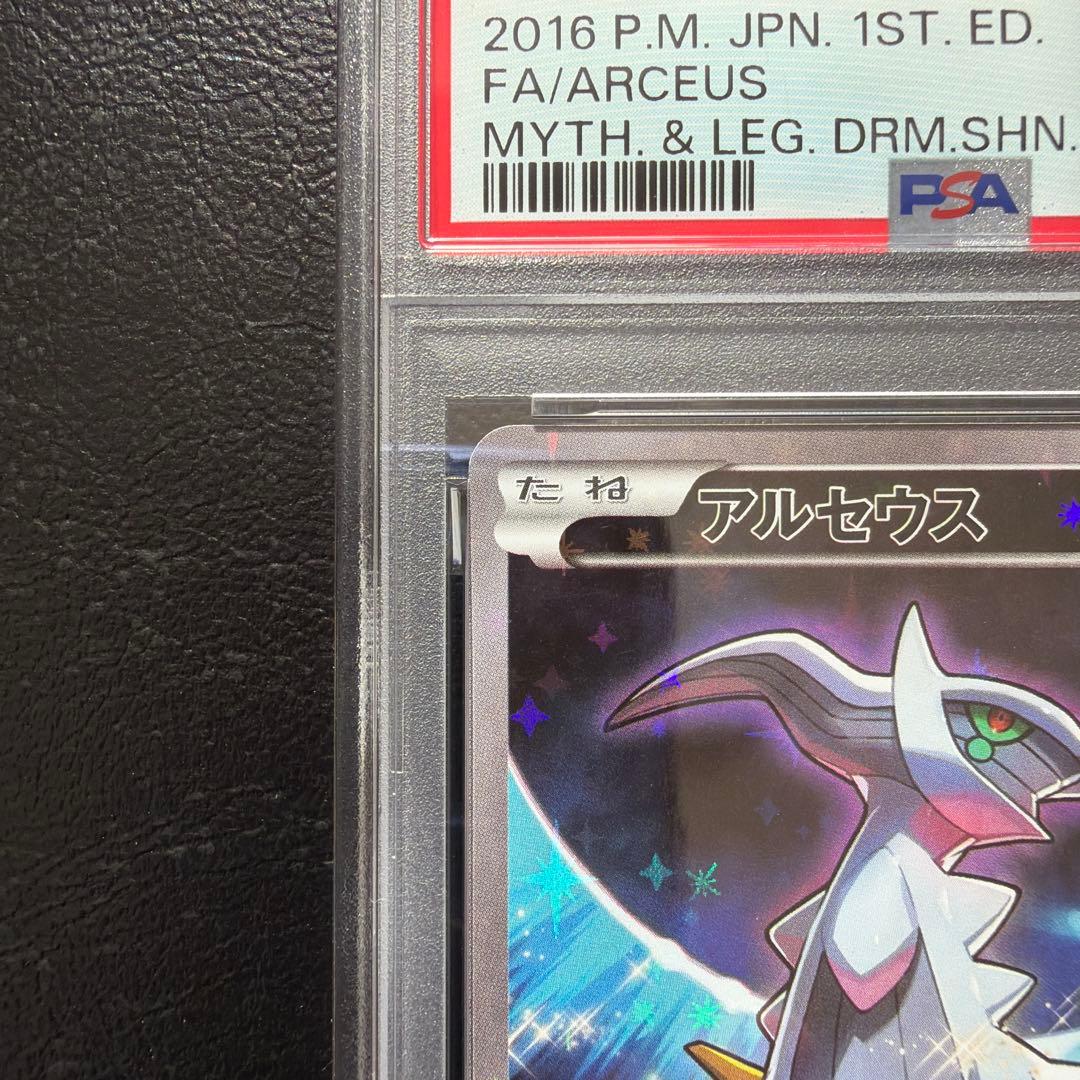 2016 P.M. JPN. 1ST. ED.
FA/ARCEUS
MYTH. & LEG. DRM.SHN.
PSA
たね
アルセウス